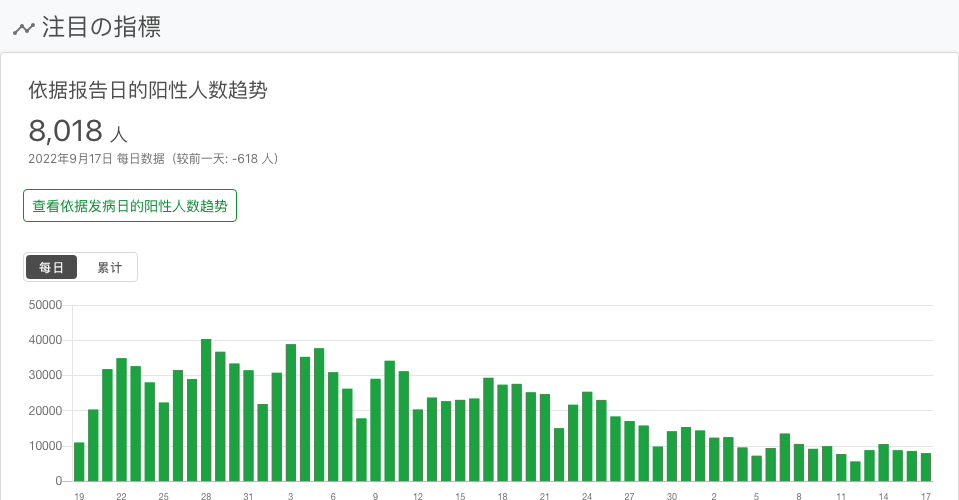 注目の指標
依据报告日的阳性人数趋势
8,018 人
2022年9月17日 每日数据（较前一天: -618 人）
查看依据发病日的阳性人数趋势
每日 累计
50000
40000
30000
20000
10000
0
19 22 25 28 31 3 6 9 12 15 18 21 24 27 30 2 5 8 11 14 17